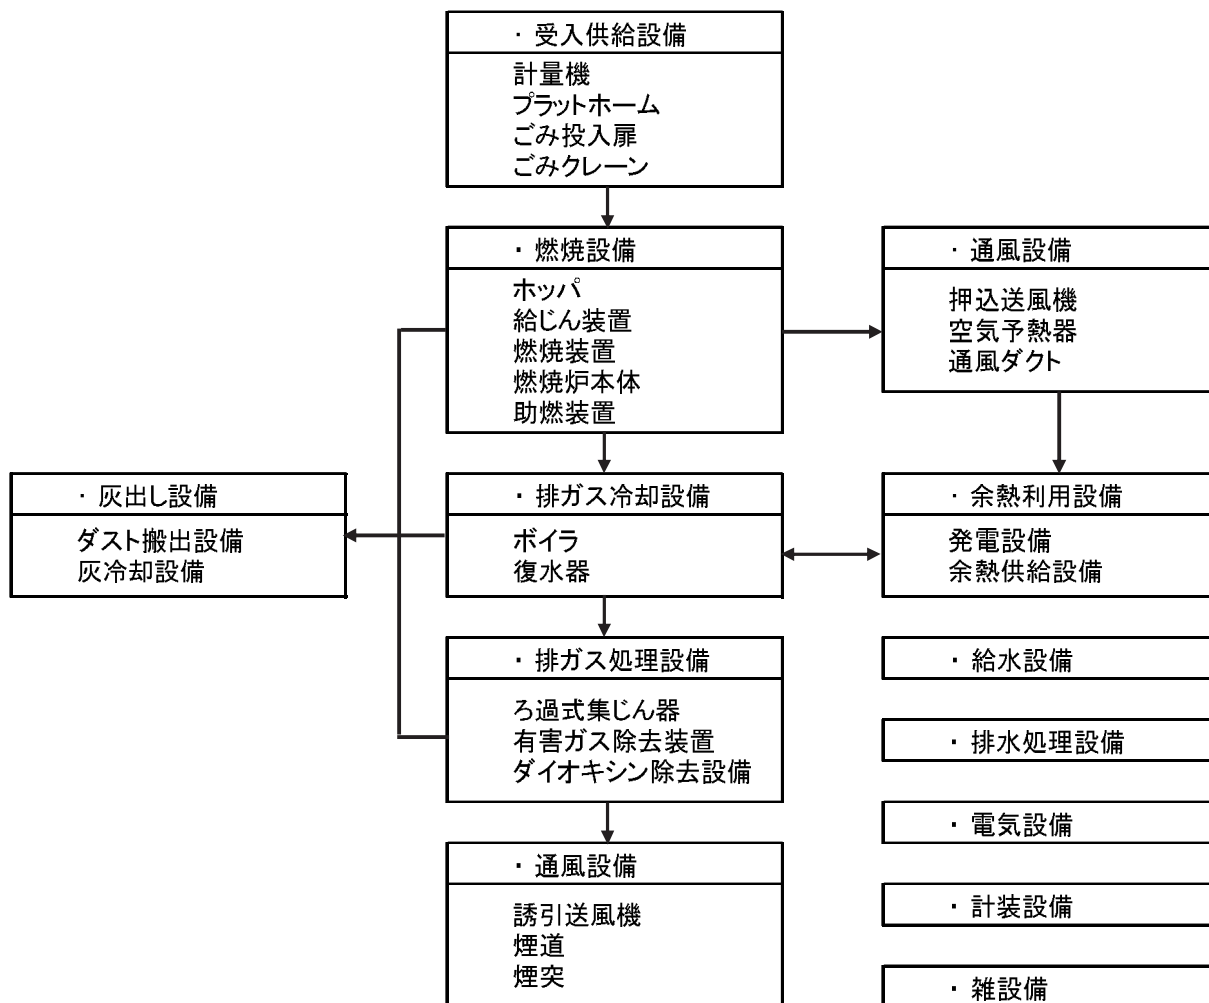 ・ 受入供給設備
計量機
プラットホーム
ごみ投入扉
ごみクレーン
・ 燃焼設備
ホッパ
給じん装置
燃焼装置
燃焼炉本体
助燃装置
・ 通風設備
押込送風機
空気予熱器
通風ダクト
・ 灰出し設備
ダスト搬出設備
灰冷却設備
・ 排ガス冷却設備
ボイラ
復水器
・ 余熱利用設備
発電設備
余熱供給設備
・ 排ガス処理設備
ろ過式集じん器
有害ガス除去装置
ダイオキシン除去設備
・ 給水設備
・ 排水処理設備
・ 電気設備
・ 通風設備
誘引送風機
煙道
煙突
・ 計装設備
・ 雑設備